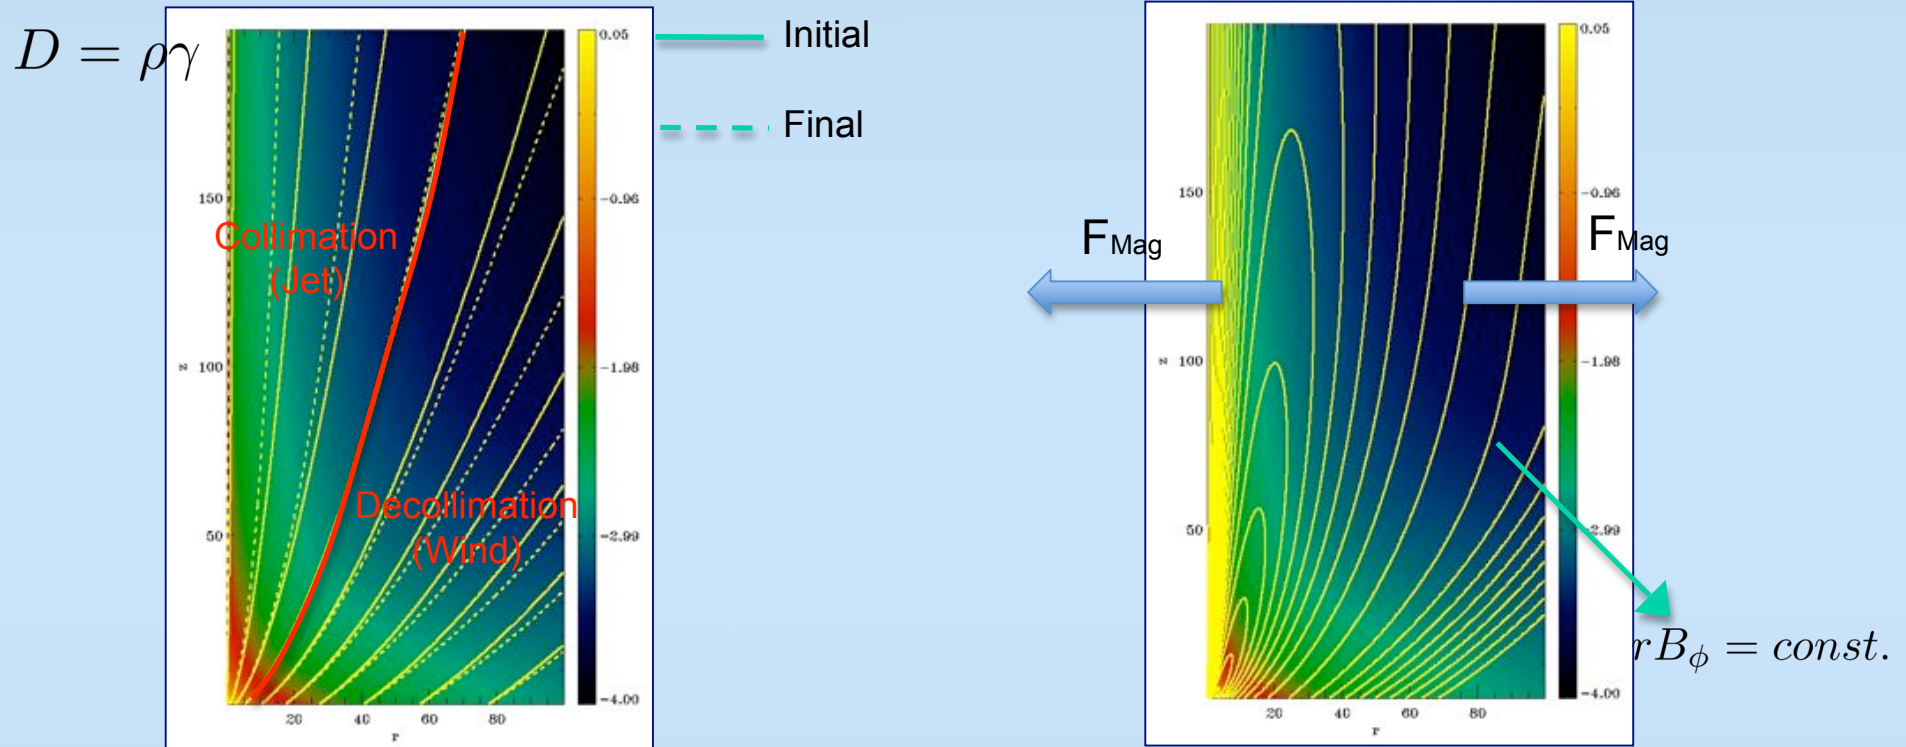 D = ργ
Initial
Final
0.05
-0.96
-1.98
-2.99
-4.00
150
100
50
z
20
40
60
80
r
Collimation
(Jet)
Decollimation
(Wind)
F_Mag
F_Mag
0.05
-0.96
-1.98
-2.99
-4.00
150
100
50
z
20
40
60
80
r
rB_ϕ = const.